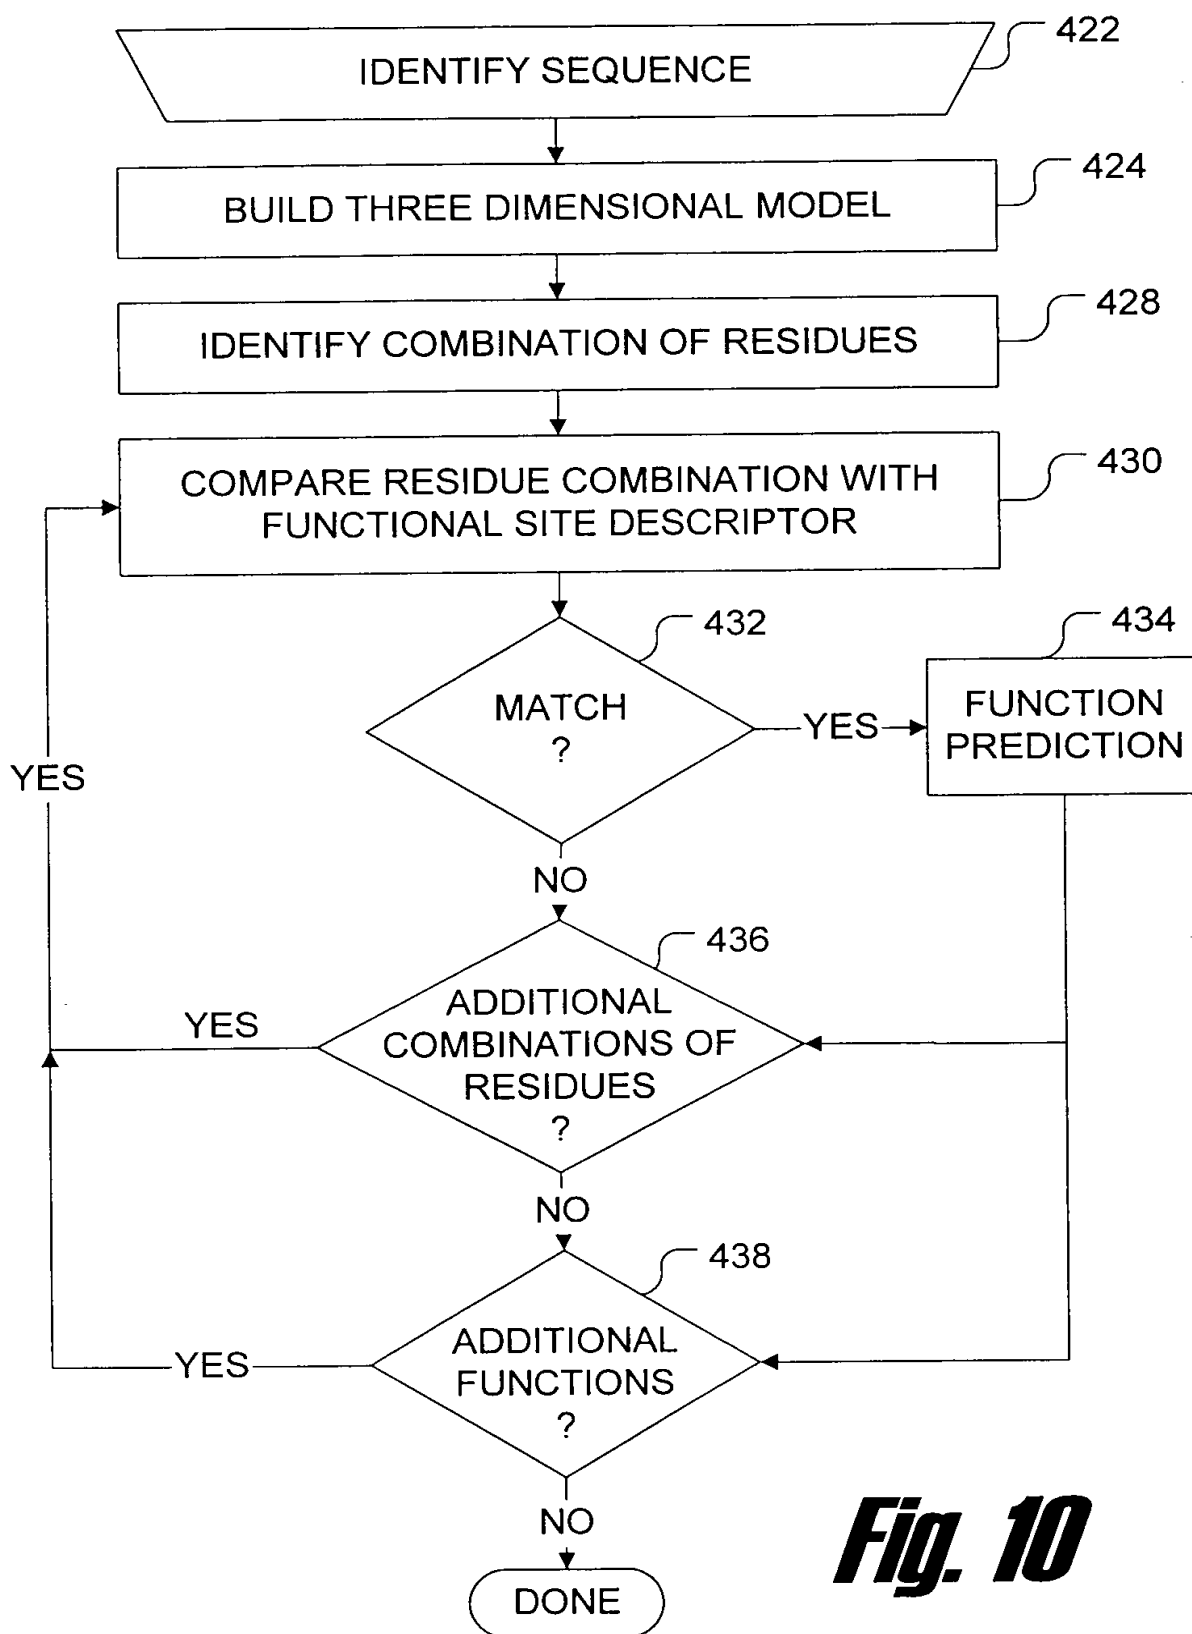 422
IDENTIFY SEQUENCE
424
BUILD THREE DIMENSIONAL MODEL
428
IDENTIFY COMBINATION OF RESIDUES
430
COMPARE RESIDUE COMBINATION WITH
FUNCTIONAL SITE DESCRIPTOR
432
MATCH
?
YES
434
FUNCTION
PREDICTION
YES
NO
436
ADDITIONAL
COMBINATIONS OF
RESIDUES
?
YES
NO
438
ADDITIONAL
FUNCTIONS
?
YES
NO
DONE
Fig. 10